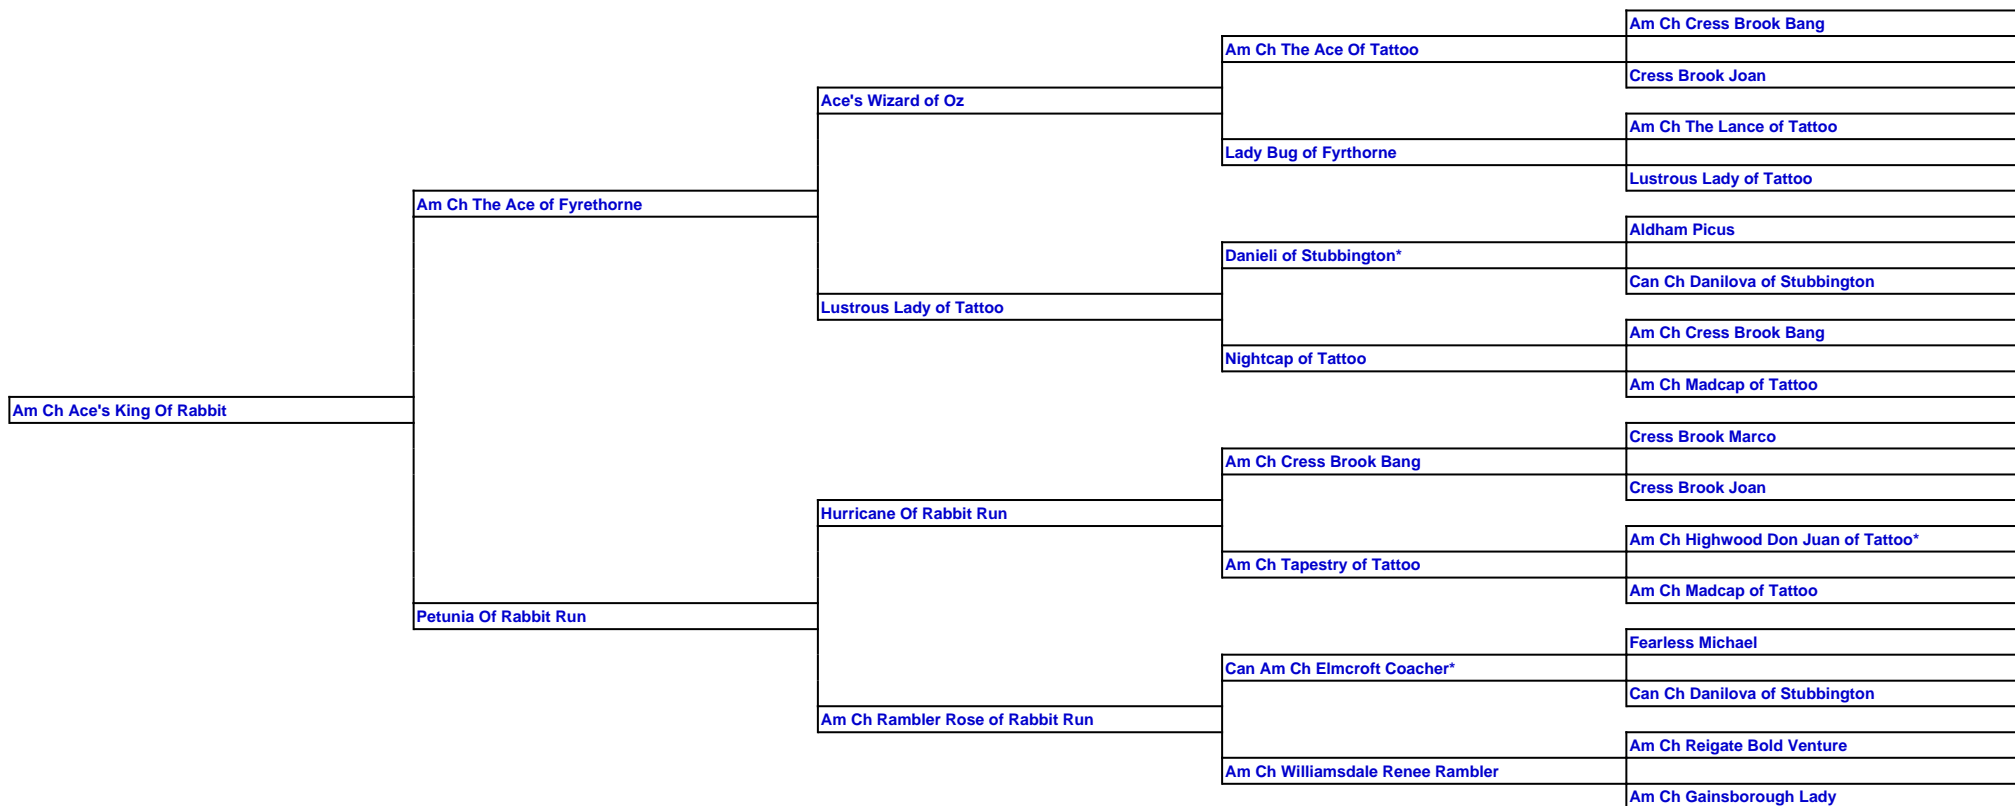 Am Ch Cress Brook Bang
Am Ch The Ace Of Tattoo
Cress Brook Joan
Ace's Wizard of Oz
Am Ch The Lance of Tattoo
Lady Bug of Fyrthorne
Lustrous Lady of Tattoo
Am Ch The Ace of Fyrethorne
Aldham Picus
Danieli of Stubbington*
Can Ch Danilova of Stubbington
Lustrous Lady of Tattoo
Am Ch Cress Brook Bang
Nightcap of Tattoo
Am Ch Madcap of Tattoo
Am Ch Ace's King Of Rabbit
Cress Brook Marco
Am Ch Cress Brook Bang
Cress Brook Joan
Hurricane Of Rabbit Run
Am Ch Highwood Don Juan of Tattoo*
Am Ch Tapestry of Tattoo
Am Ch Madcap of Tattoo
Petunia Of Rabbit Run
Fearless Michael
Can Am Ch Elmcroft Coacher*
Can Ch Danilova of Stubbington
Am Ch Rambler Rose of Rabbit Run
Am Ch Reigate Bold Venture
Am Ch Williamsdale Renee Rambler
Am Ch Gainsborough Lady